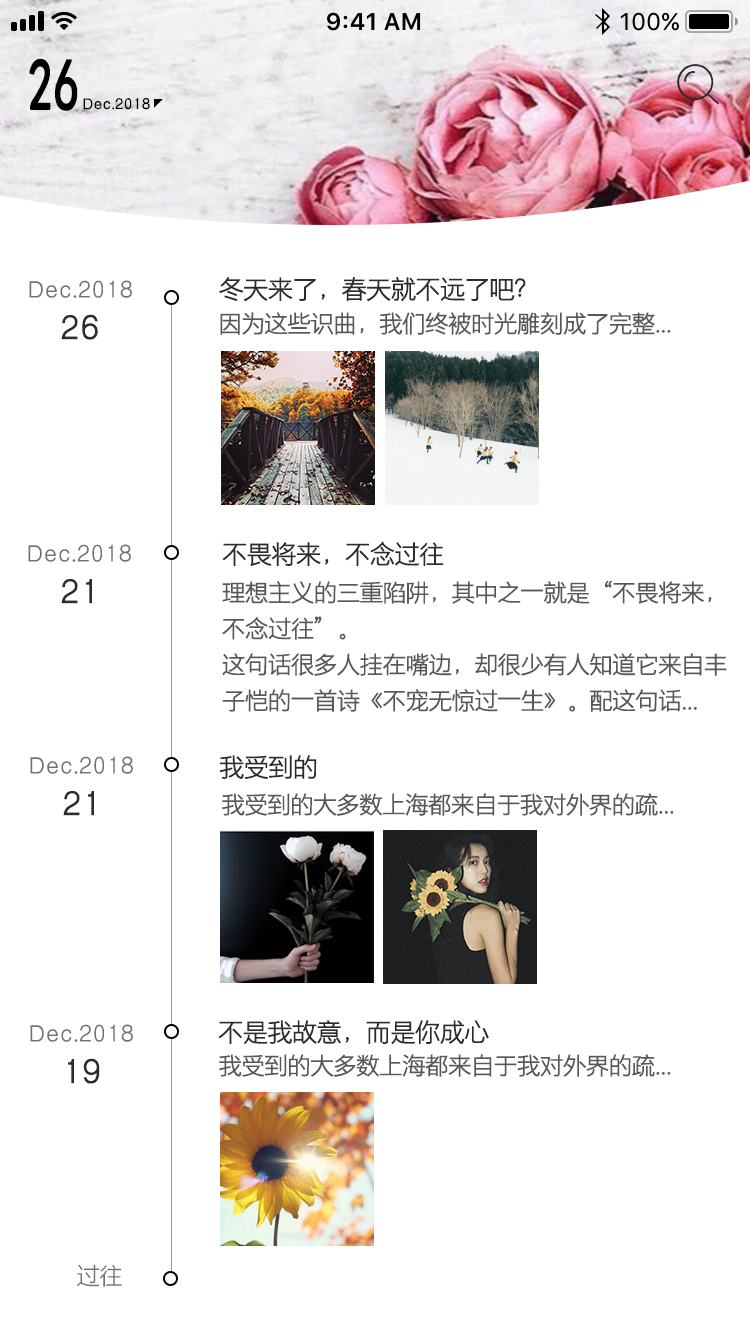 9:41 AM
100%
26 Dec.2018
Dec.2018
26
冬天来了，春天就不远了吧？
因为这些识曲，我们终被时光雕刻成了完整...
Dec.2018
21
不畏将来，不念过往
理想主义的三重陷阱，其中之一就是“不畏将来，
不念过往”。
这句话很多人挂在嘴边，却很少有人知道它来自丰
子恺的一首诗《不宠无惊过一生》。配这句话...
Dec.2018
21
我受到的
我受到的大多数上海都来自于我对外界的疏...
Dec.2018
19
不是我故意，而是你成心
我受到的大多数上海都来自于我对外界的疏...
过往